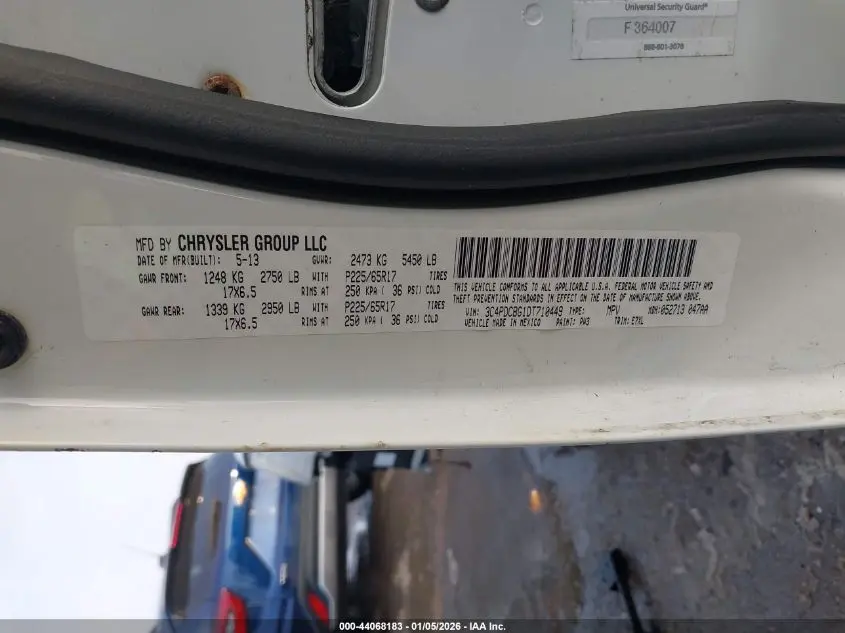 Universal Security Guard®
F 364007
MFD BY CHRYSLER GROUP LLC
DATE OF MFR(BUILT): 5-13 GVWR: 2473 KG 5450 LB
GAWR FRONT: 1248 KG 2750 LB WITH P225/65R17 TIRES
17X6.5 RIMS AT 250 KPA ( 36 PSI) COLD
GAWR REAR: 1339 KG 2950 LB WITH P225/65R17 TIRES
17X6.5 RIMS AT 250 KPA ( 36 PSI) COLD
THIS VEHICLE CONFORMS TO ALL APPLICABLE U.S.A. FEDERAL MOTOR VEHICLE SAFETY AND
THEFT PREVENTION STANDARDS IN EFFECT ON THE DATE OF MANUFACTURE SHOWN ABOVE.
VIN: 3C4PDCBG1DT710449 TYPE: MPV MDH:052713 047AA
VEHICLE MADE IN MEXICO PAINT: PW3 TRIM: E7XL
000-44068183 - 01/05/2026 - IAA Inc.